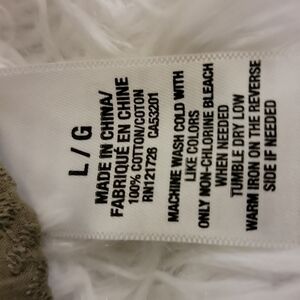 L / G
MADE IN CHINA/
FABRIQUÉ EN CHINE
100% COTTON/COTON
RN121726 CA53201
MACHINE WASH COLD WITH
LIKE COLORS
ONLY NON-CHLORINE BLEACH
WHEN NEEDED
TUMBLE DRY LOW
WARM IRON ON THE REVERSE
SIDE IF NEEDED